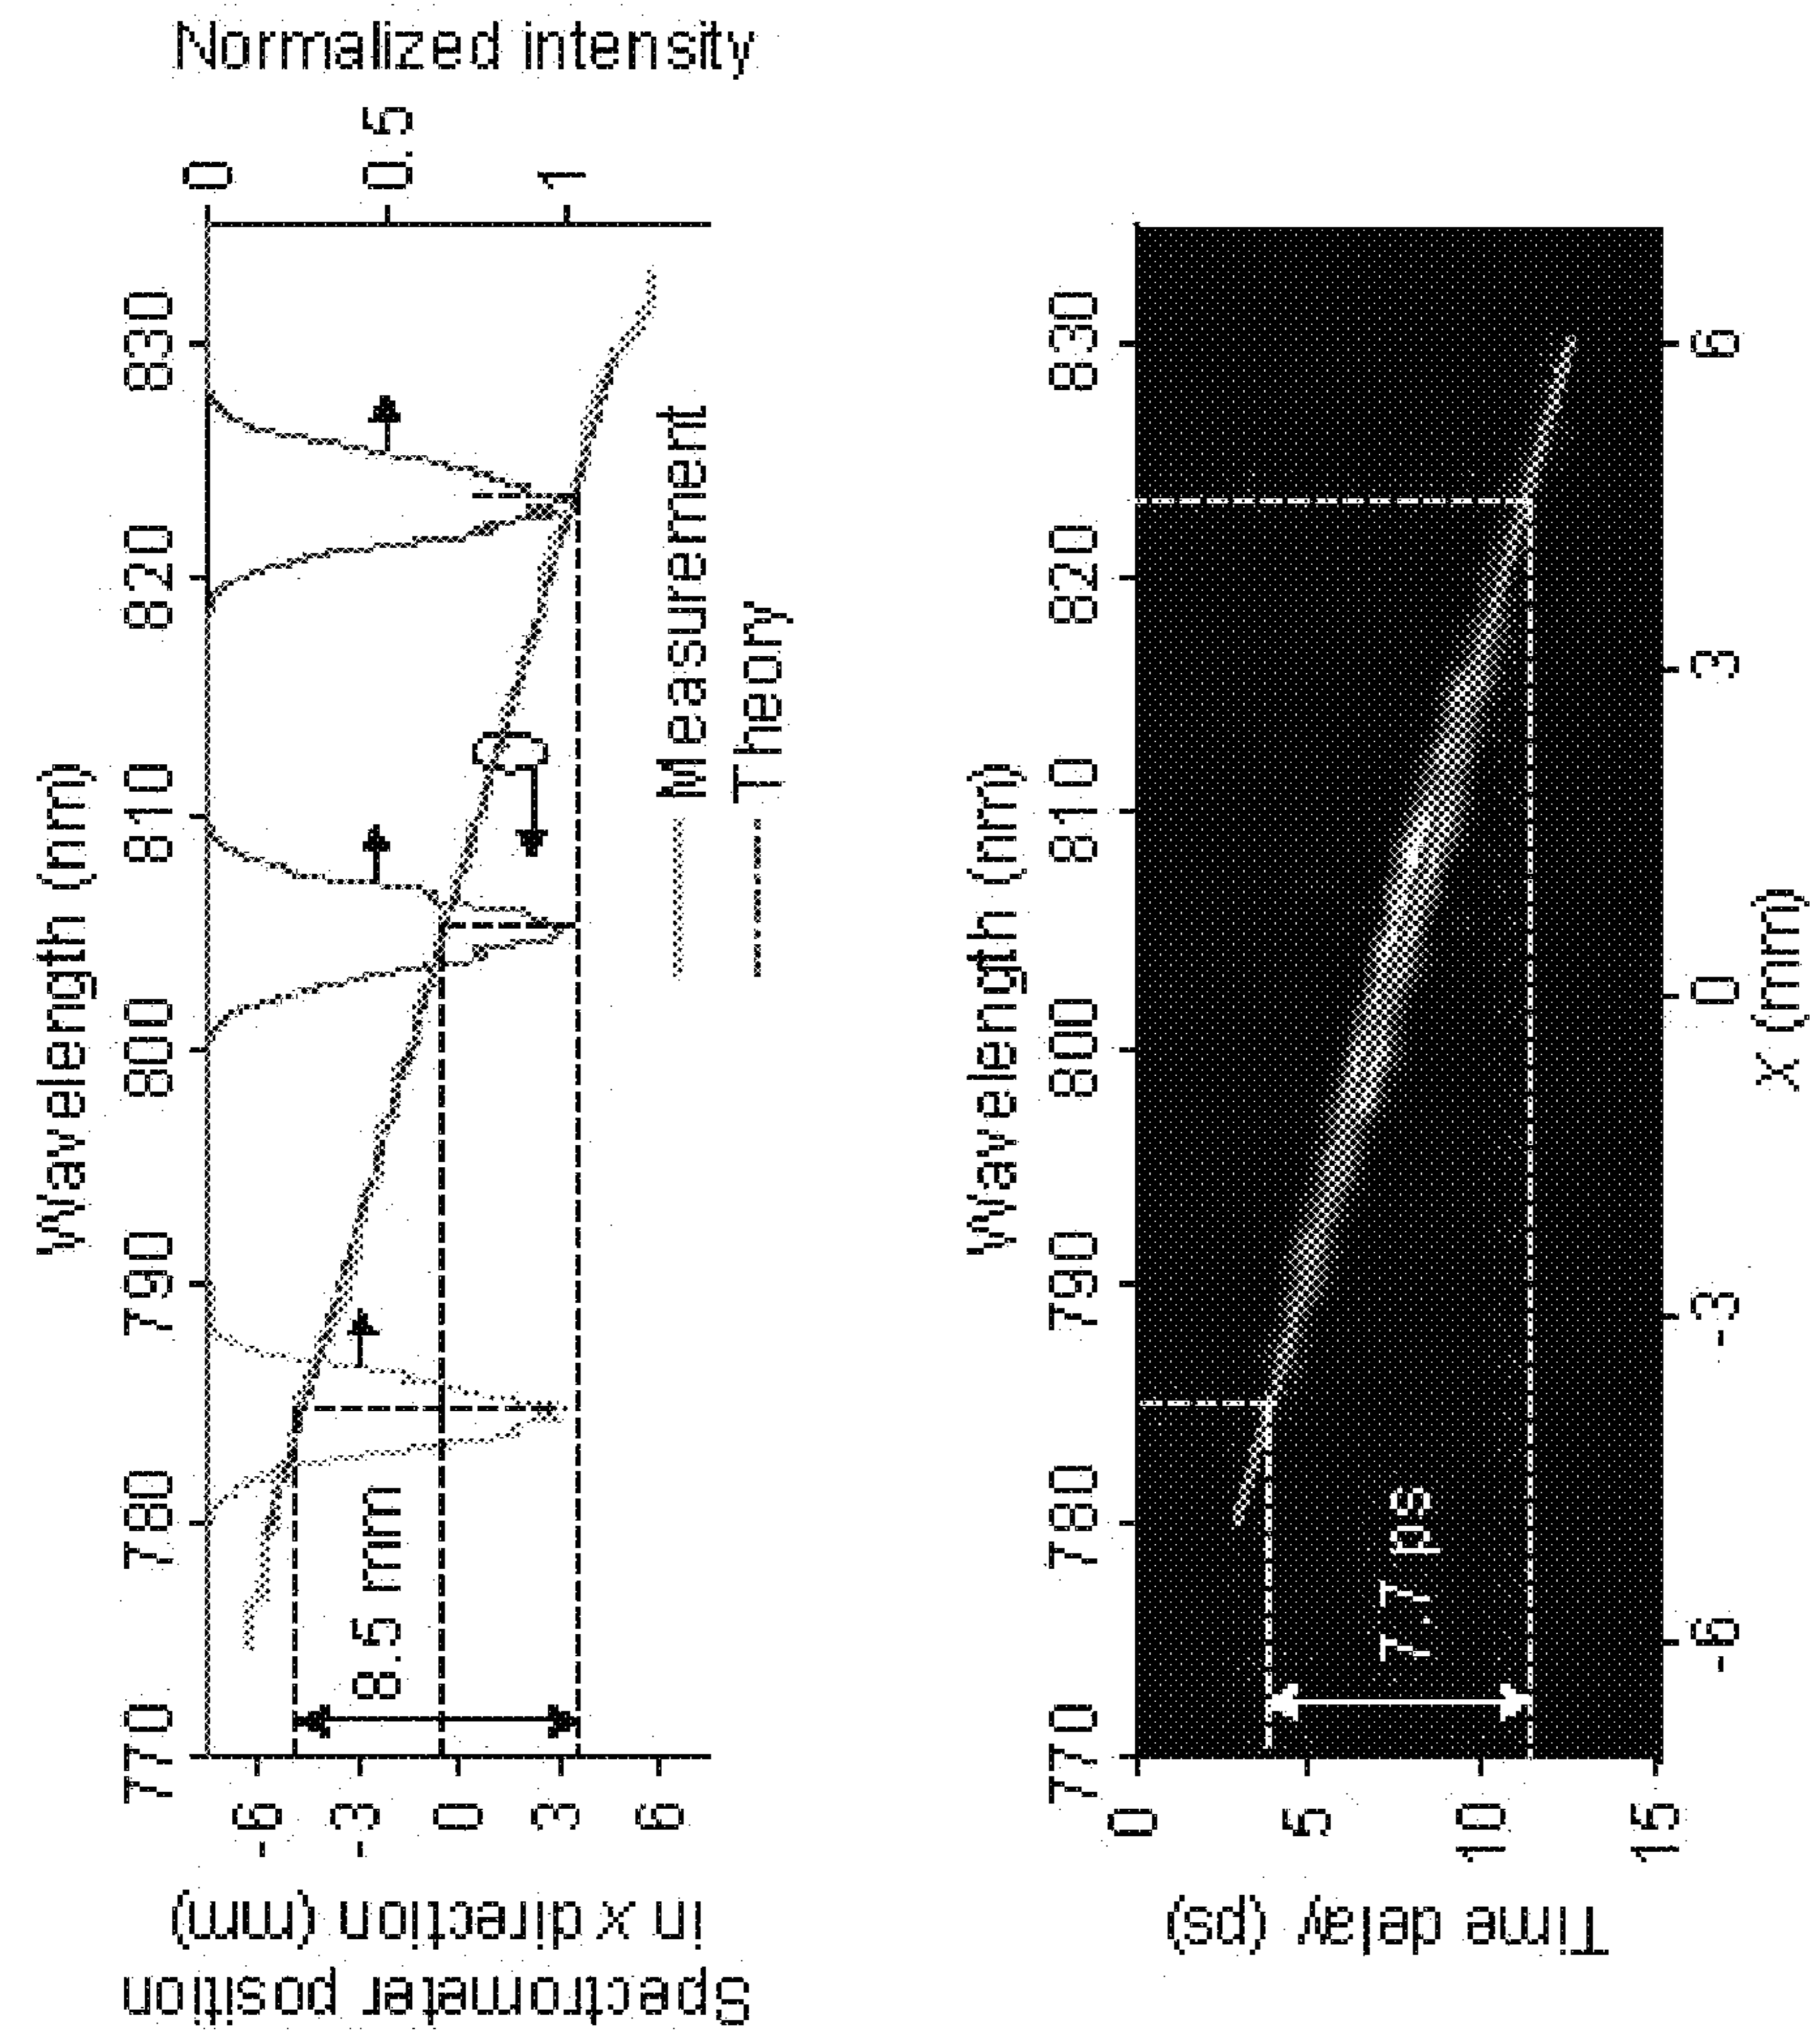 Wavelength (nm)
770 780 790 800 810 820 830
Spectrometer position
in x direction (mm)
-6
-3
0
3
6
Normalized intensity
0
0.5
1
8.5 mm
Measurement
Theory
Wavelength (nm)
770 780 790 800 810 820 830
Time delay (ps)
0
5
10
15
7.7 ps
-6 -3 0 3 6
x (mm)